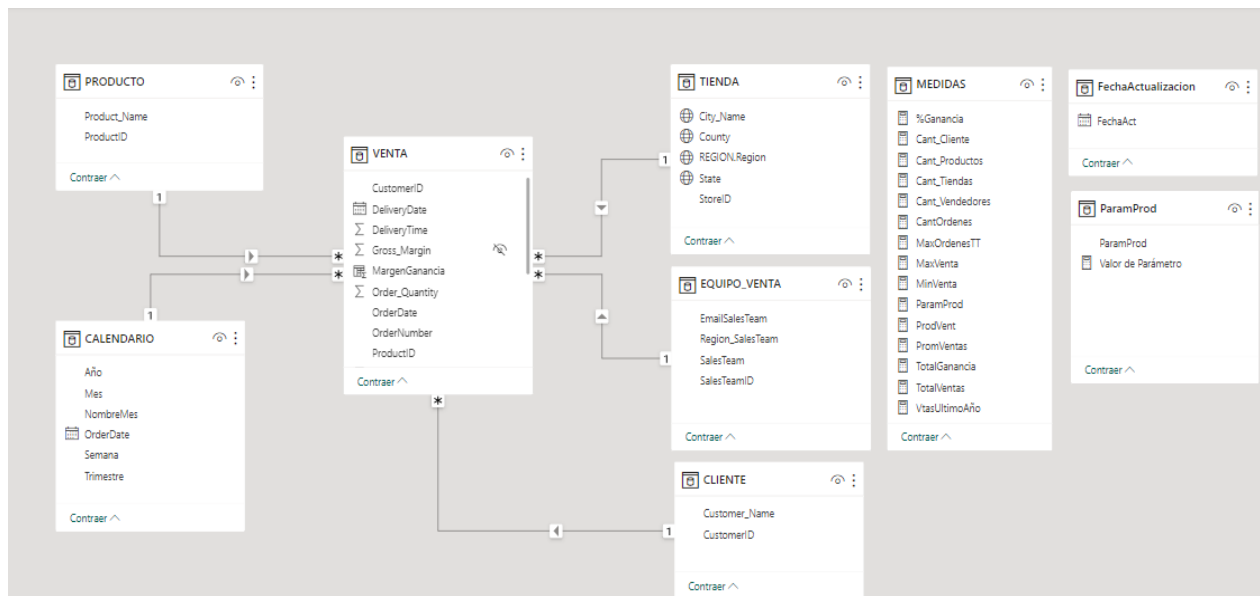 PRODUCTO
Product_Name
ProductID
Contraer
1
CALENDARIO
Año
Mes
NombreMes
OrderDate
Semana
Trimestre
Contraer
1
VENTA
CustomerID
DeliveryDate
DeliveryTime
Gross_Margin
MargenGanancia
Order_Quantity
OrderDate
OrderNumber
ProductID
Contraer
*
*
*
*
*
TIENDA
City_Name
County
REGION.Region
State
StoreID
Contraer
1
EQUIPO_VENTA
EmailSalesTeam
Region_SalesTeam
SalesTeam
SalesTeamID
Contraer
1
CLIENTE
Customer_Name
CustomerID
Contraer
1
MEDIDAS
%Ganancia
Cant_Cliente
Cant_Productos
Cant_Tiendas
Cant_Vendedores
CantOrdenes
MaxOrdenesTT
MaxVenta
MinVenta
ParamProd
ProdVent
PromVentas
TotalGanancia
TotalVentas
VtasUltimoAño
Contraer
FechaActualizacion
FechaAct
Contraer
ParamProd
ParamProd
Valor de Parámetro
Contraer